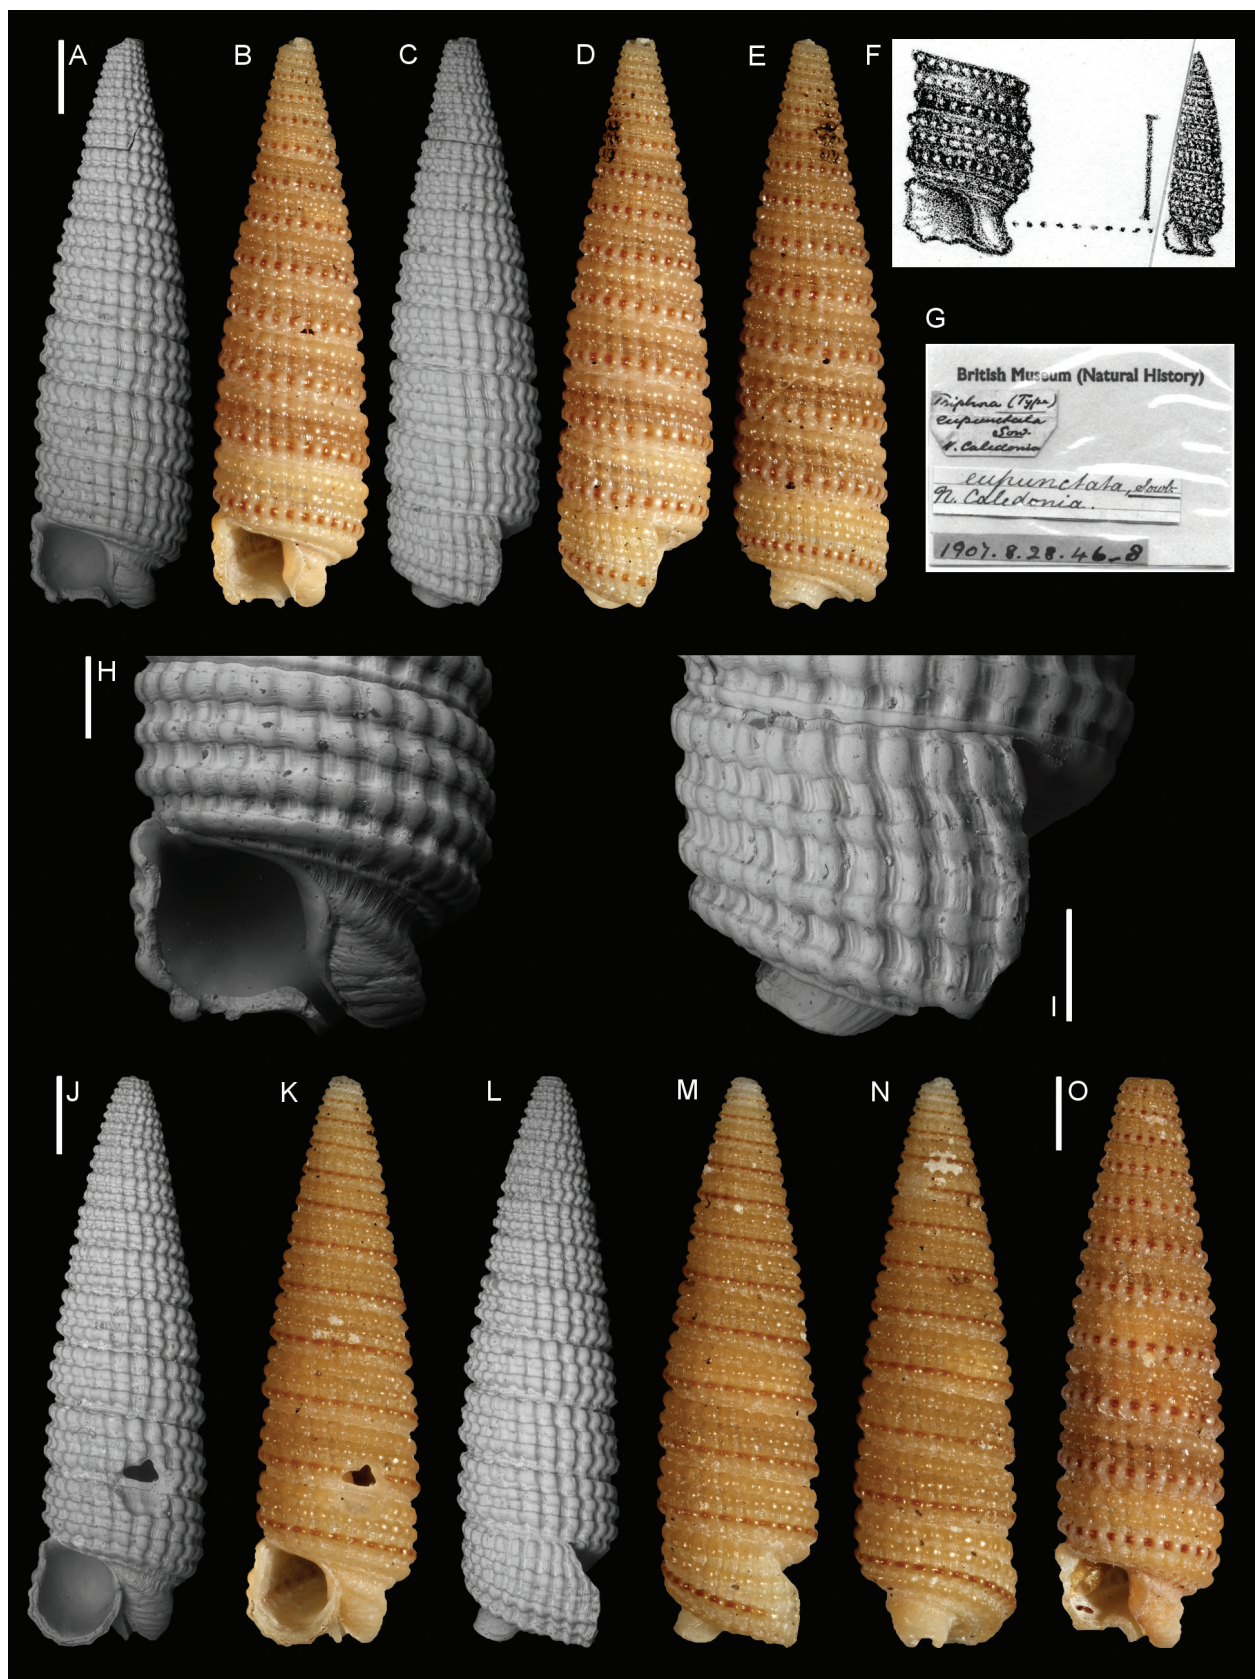 A
B
C
D
E
F
G
British Museum (Natural History)
Triphora (Type)
eupunctata
Sow.
N. Caledonia
eupunctata, Sowb.
N. Caledonia.
1907.8.28.46-8
H
I
J
K
L
M
N
O